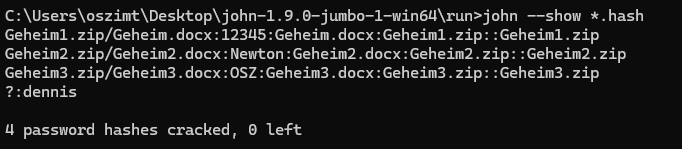 C:\Users\oszimt\Desktop\john-1.9.0-jumbo-1-win64\run>john --show *.hash
Geheim1.zip/Geheim.docx:12345:Geheim.docx:Geheim1.zip::Geheim1.zip
Geheim2.zip/Geheim2.docx:Newton:Geheim2.docx:Geheim2.zip::Geheim2.zip
Geheim3.zip/Geheim3.docx:OSZ:Geheim3.docx:Geheim3.zip::Geheim3.zip
?:dennis
4 password hashes cracked, 0 left